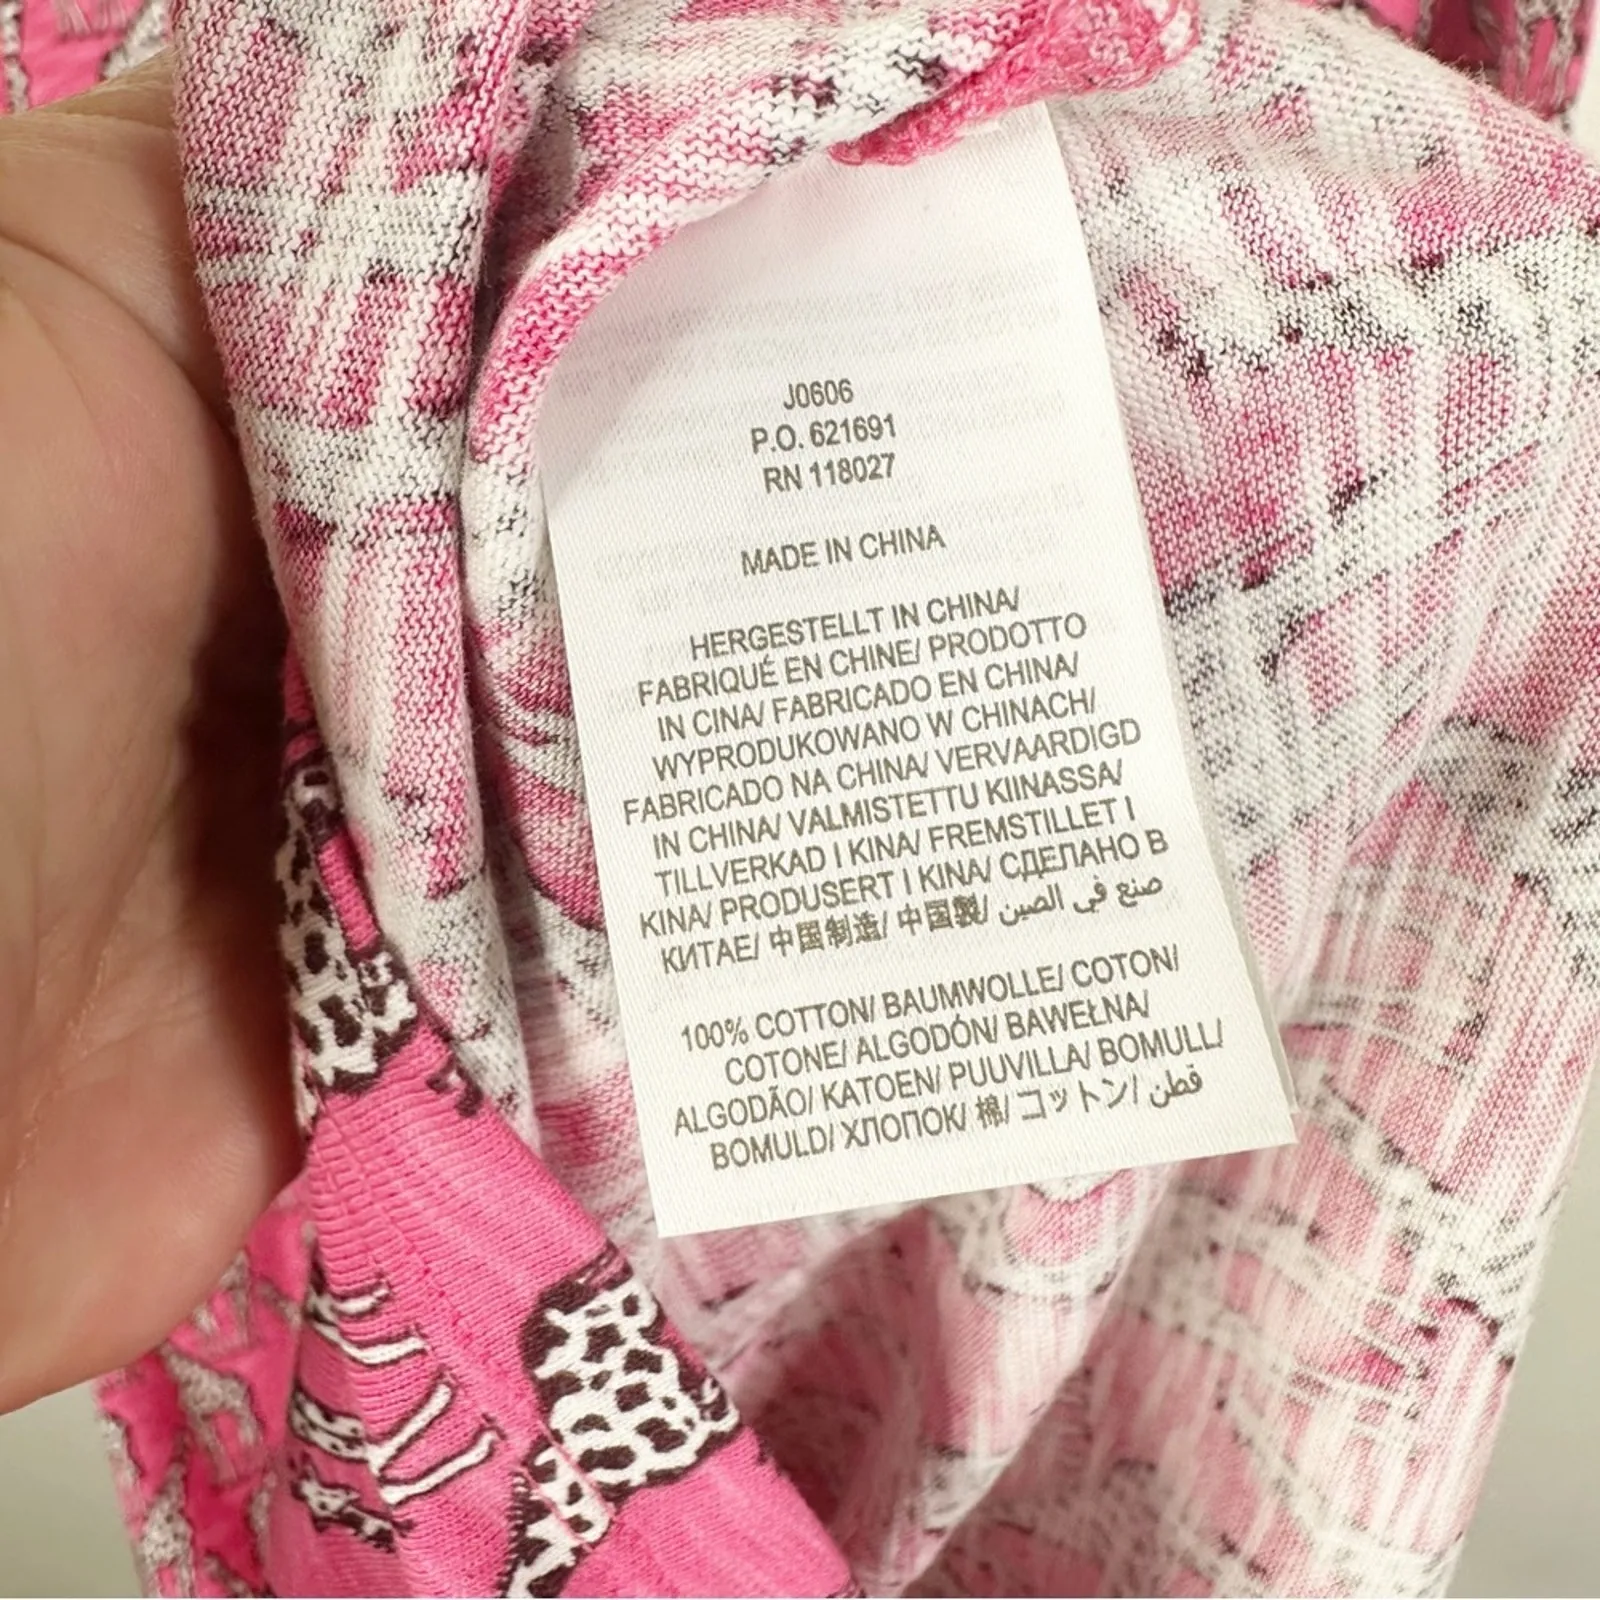 J0606
P.O. 621691
RN 118027
MADE IN CHINA
HERGESTELLT IN CHINA/
FABRIQUÉ EN CHINE/ PRODOTTO
IN CINA/ FABRICADO EN CHINA/
WYPRODUKOWANO W CHINACH/
FABRICADO NA CHINA/ VERVAARDIGD
IN CHINA/ VALMISTETTU KIINASSA/
TILLVERKAD I KINA/ FREMSTILLET I
KINA/ PRODUSERT I KINA/ СДЕЛАНО В
КИТАЕ/ 中国制造/ 中国製/ صنع في الصين
100% COTTON/ BAUMWOLLE/ COTON/
COTONE/ ALGODÓN/ BAWEŁNA/
ALGODÃO/ KATOEN/ PUUVILLA/ BOMULL/
BOMULD/ ХЛОПОК/ 棉/ コットン/ قطن